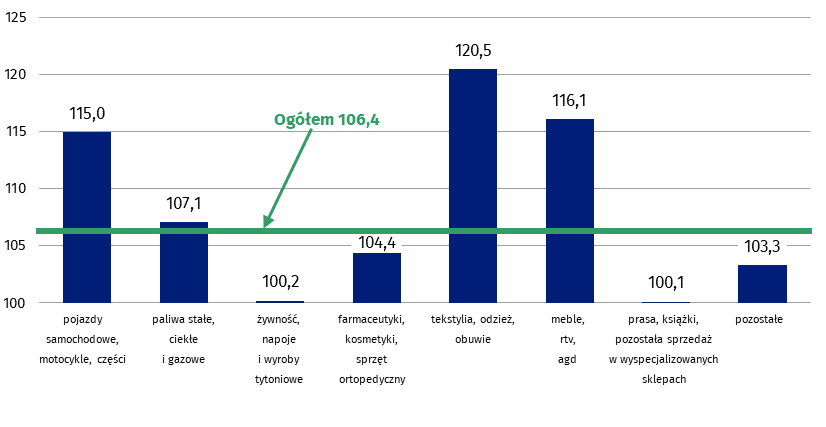 125
120
115
110
105
100
115,0
107,1
100,2
104,4
120,5
116,1
100,1
103,3
Ogółem 106,4
pojazdy
samochodowe,
motocykle, części
paliwa stałe,
ciekłe
i gazowe
żywność,
napoje
i wyroby
tytoniowe
farmaceutyki,
kosmetyki,
sprzęt
ortopedyczny
tekstylia, odzież,
obuwie
meble,
rtv,
agd
prasa, książki,
pozostała sprzedaż
w wyspecjalizowanych
sklepach
pozostałe